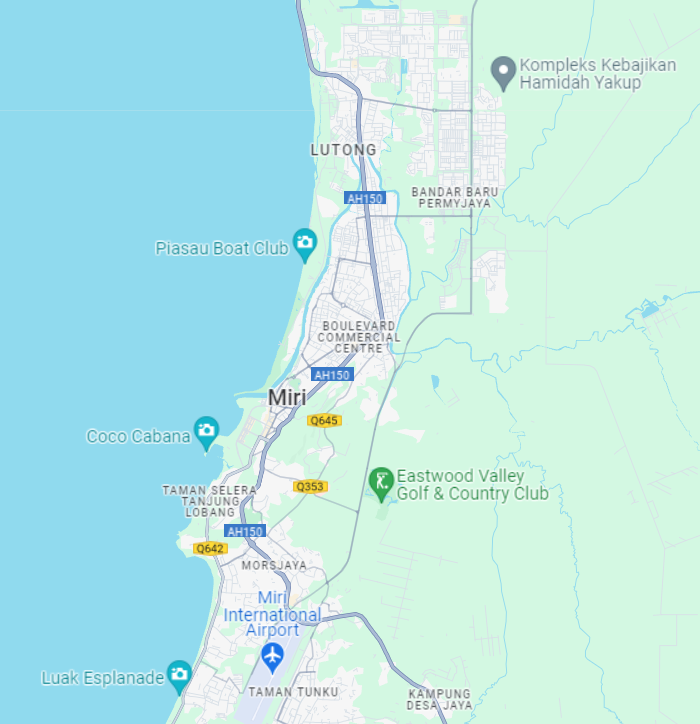 Kompleks Kebajikan
Hamidah Yakup
LUTONG
BANDAR BARU
PERMYJAYA
AH150
Piasau Boat Club
BOULEVARD
COMMERCIAL
CENTRE
AH150
Miri
Q645
Coco Cabana
Eastwood Valley
Golf & Country Club
Q353
TAMAN SELERA
TANJUNG
LOBANG
AH150
Q642
MORSJAYA
Miri
International
Airport
Luak Esplanade
TAMAN TUNKU
KAMPUNG
DESA JAYA